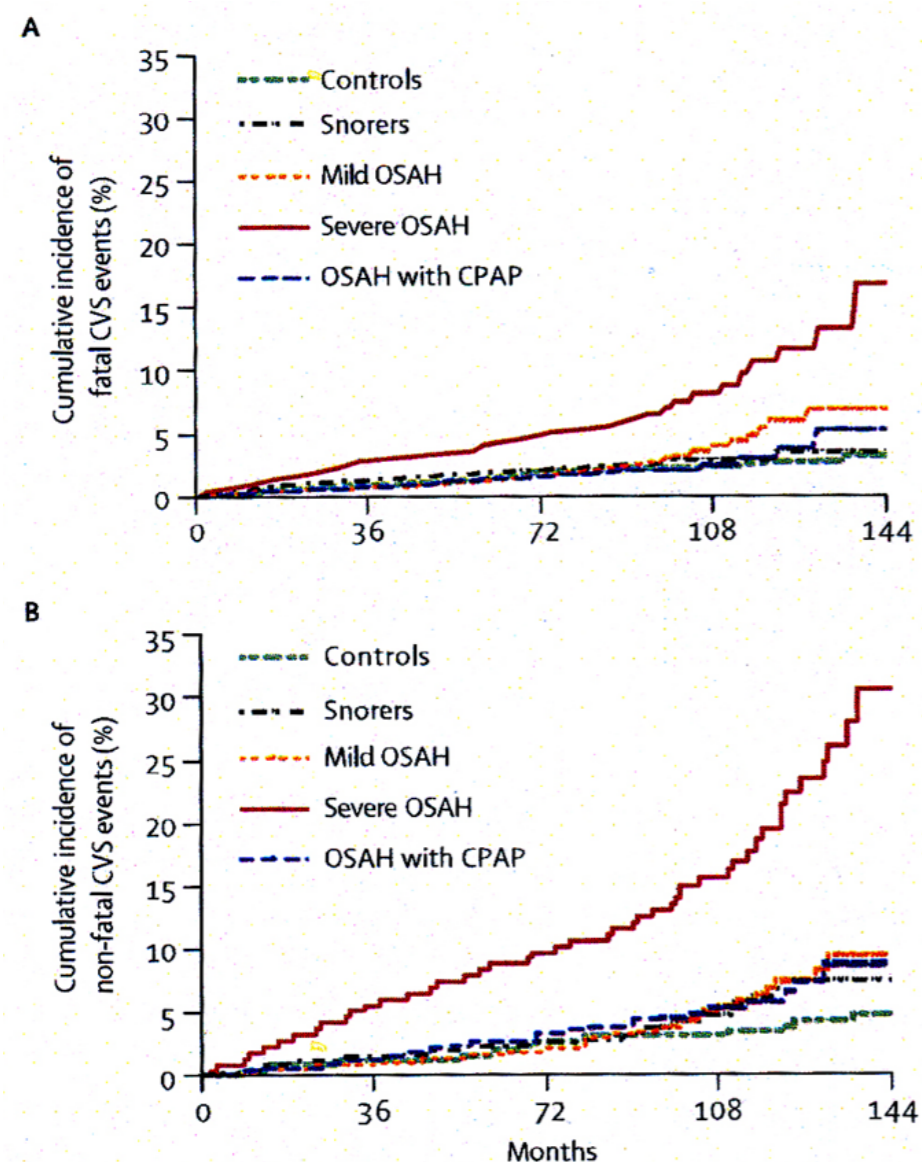 A
35
30
25
20
15
10
5
0
Cumulative incidence of
fatal CVS events (%)
Controls
Snorers
Mild OSAH
Severe OSAH
OSAH with CPAP
0 36 72 108 144
B
35
30
25
20
15
10
5
0
Cumulative incidence of
non-fatal CVS events (%)
Controls
Snorers
Mild OSAH
Severe OSAH
OSAH with CPAP
0 36 72 108 144
Months